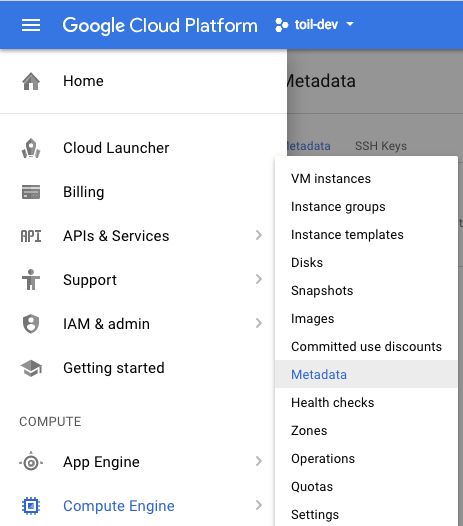 Google Cloud Platform toil-dev
Home
Metadata
Cloud Launcher
Metadata SSH Keys
Billing
APIs & Services
API
Support
IAM & admin
Getting started
COMPUTE
App Engine
Compute Engine
VM instances
Instance groups
Instance templates
Disks
Snapshots
Images
Committed use discounts
Metadata
Health checks
Zones
Operations
Quotas
Settings